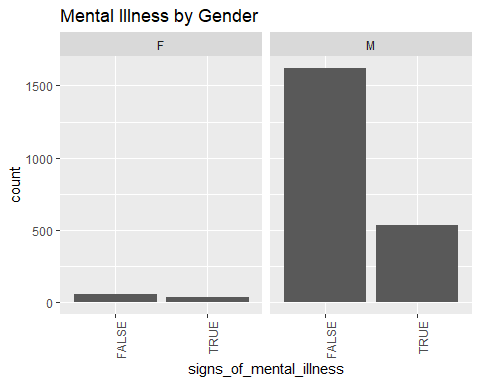 Mental Illness by Gender
F
M
1500
1000
500
0
count
FALSE
TRUE
FALSE
TRUE
signs_of_mental_illness